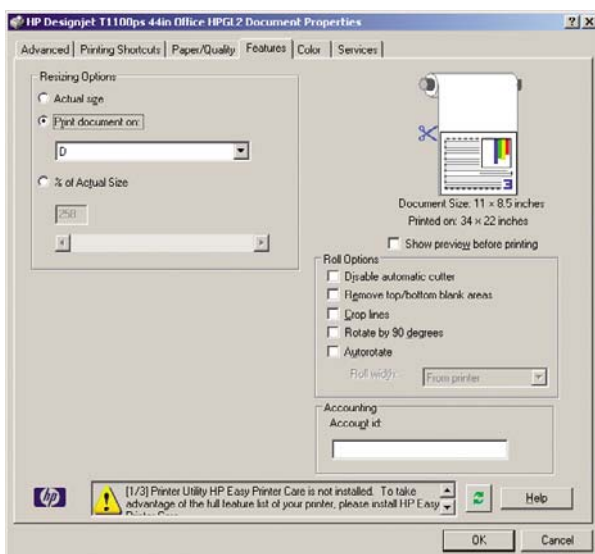 HP Designjet T1100ps 44in Office HPGL2 Document Properties
Advanced
Printing Shortcuts
Paper/Quality
Features
Color
Services
Resizing Options
Actual size
Print document on:
D
% of Actual Size
258
Document Size: 11 × 8.5 inches
Printed on: 34 × 22 inches
Show preview before printing
Roll Options
Disable automatic cutter
Remove top/bottom blank areas
Crop lines
Rotate by 90 degrees
Autorotate
Roll width:
From printer
Accounting
Account id:
hp
[1/3] Printer Utility HP Easy Printer Care is not installed. To take
advantage of the full feature list of your printer, please install HP Easy
Help
OK
Cancel